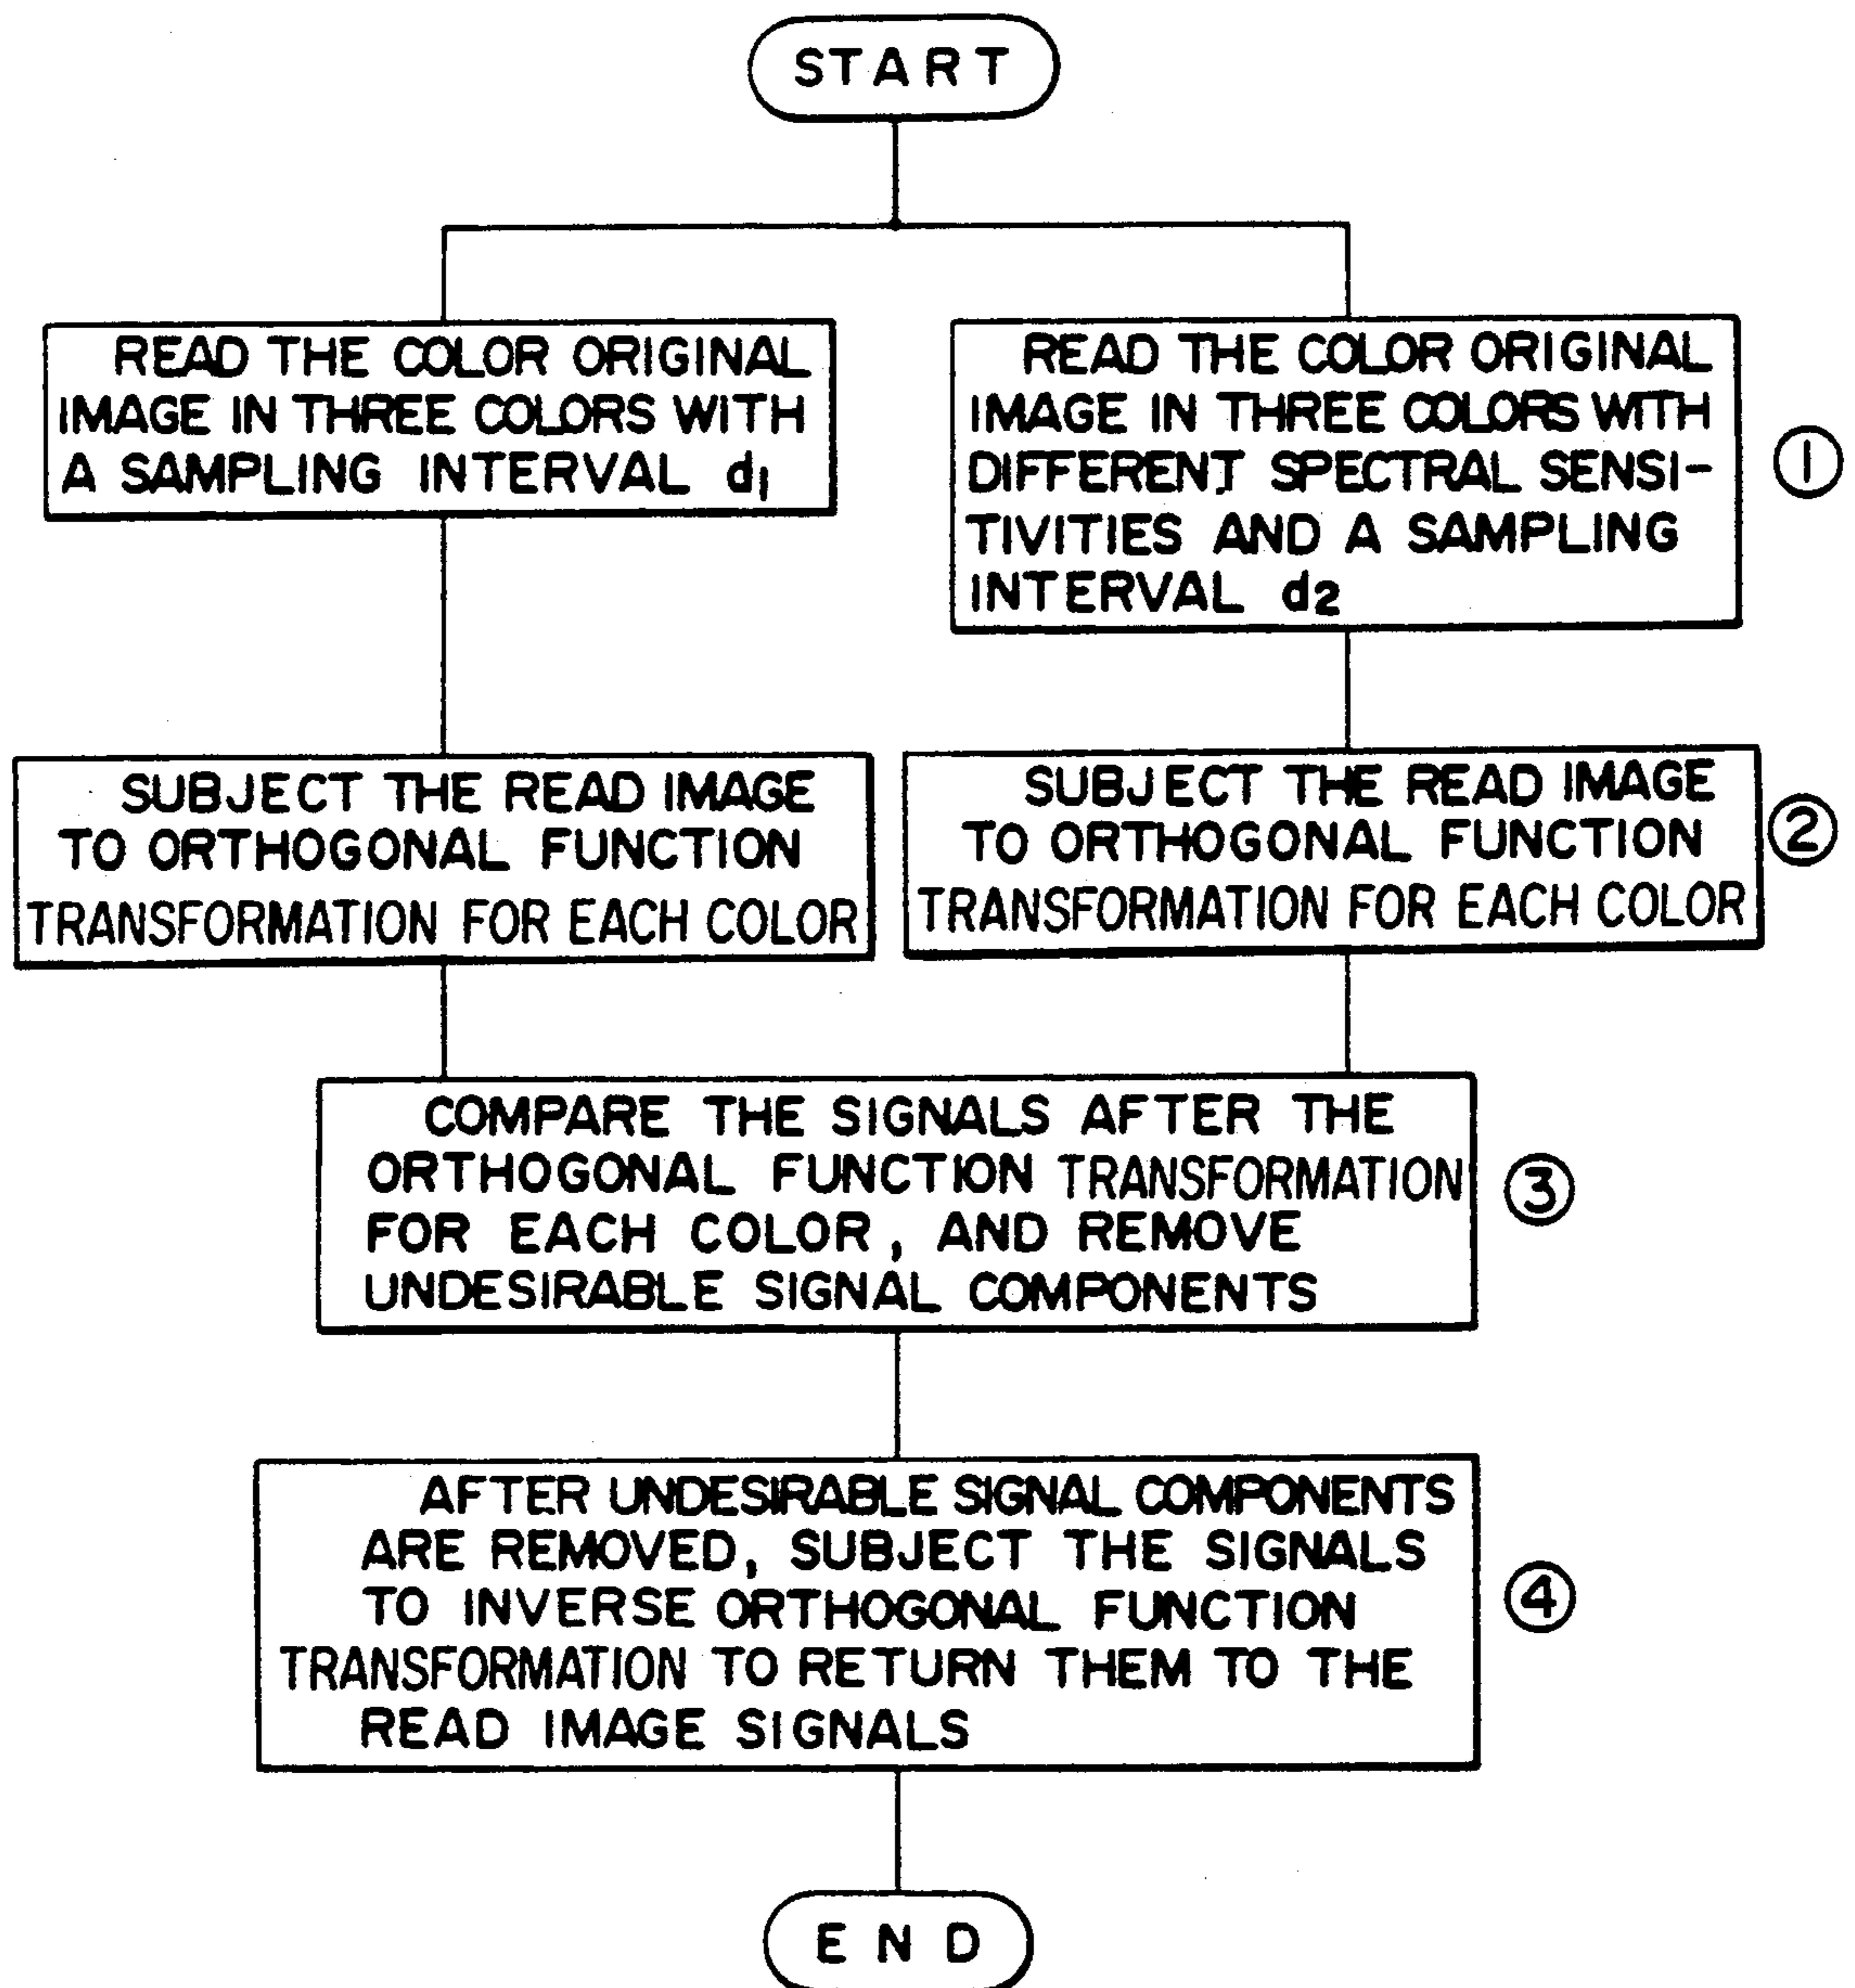 START
READ THE COLOR ORIGINAL
IMAGE IN THREE COLORS WITH
A SAMPLING INTERVAL d₁
READ THE COLOR ORIGINAL
IMAGE IN THREE COLORS WITH
DIFFERENT SPECTRAL SENSI-
TIVITIES AND A SAMPLING
INTERVAL d₂
①
SUBJECT THE READ IMAGE
TO ORTHOGONAL FUNCTION
TRANSFORMATION FOR EACH COLOR
SUBJECT THE READ IMAGE
TO ORTHOGONAL FUNCTION
TRANSFORMATION FOR EACH COLOR
②
COMPARE THE SIGNALS AFTER THE
ORTHOGONAL FUNCTION TRANSFORMATION
FOR EACH COLOR, AND REMOVE
UNDESIRABLE SIGNAL COMPONENTS
③
AFTER UNDESIRABLE SIGNAL COMPONENTS
ARE REMOVED, SUBJECT THE SIGNALS
TO INVERSE ORTHOGONAL FUNCTION
TRANSFORMATION TO RETURN THEM TO THE
READ IMAGE SIGNALS
④
END